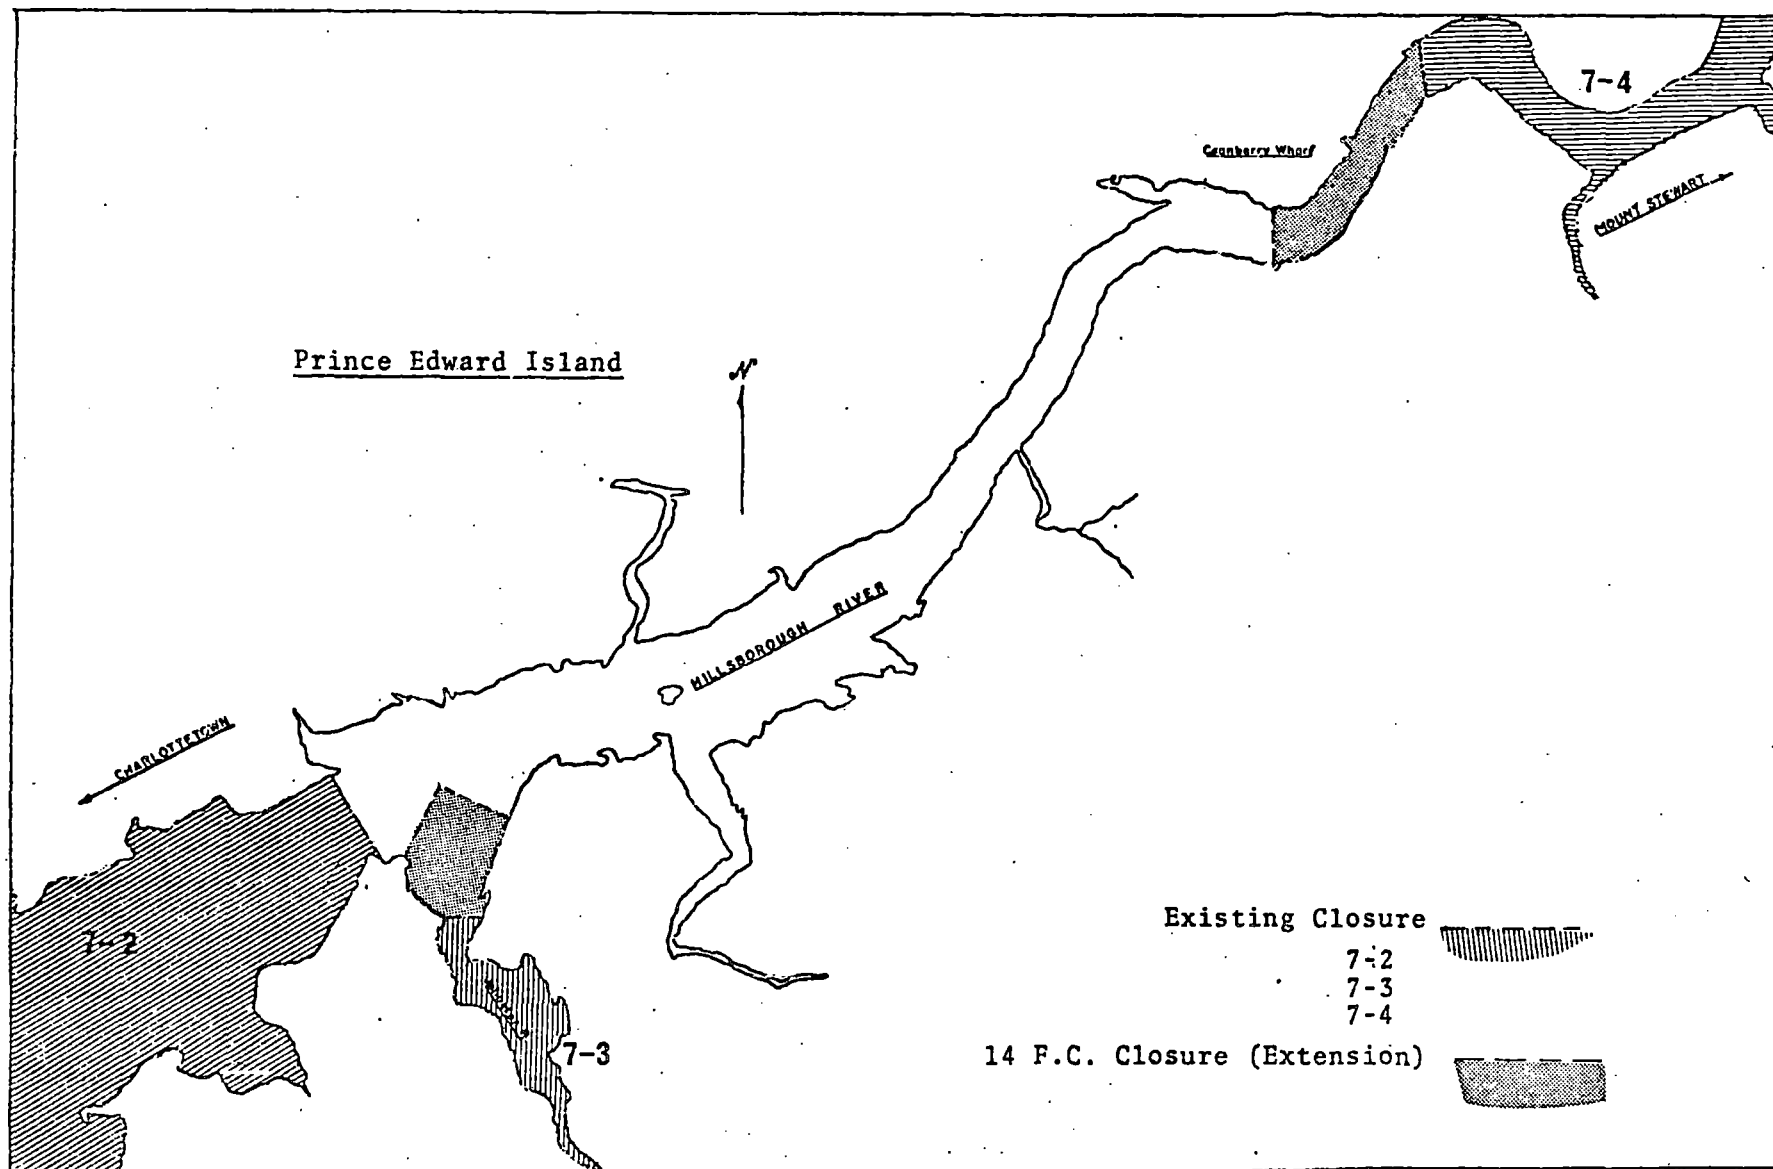 7-4
Cranberry Wharf
MOUNT STEWART
Prince Edward Island
N
HILLSBOROUGH RIVER
CHARLOTTETOWN
7-2
7-3
Existing Closure
7-2
7-3
7-4
14 F.C. Closure (Extension)